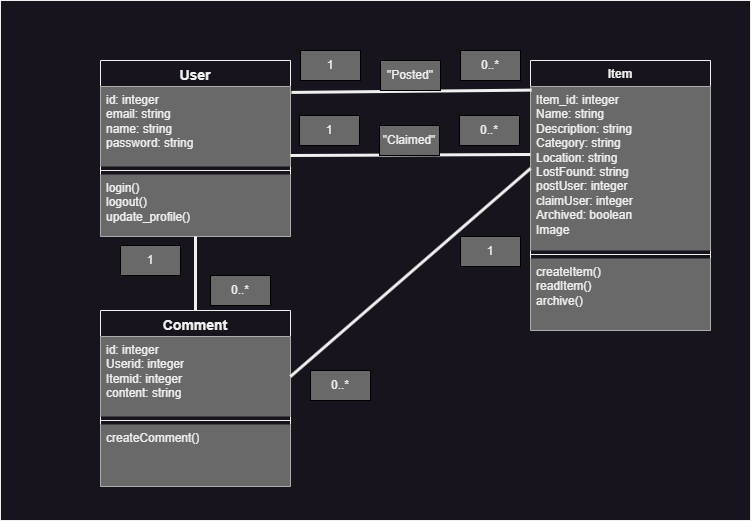 User
id: integer
email: string
name: string
password: string
login()
logout()
update_profile()
1
"Posted"
0..*
1
"Claimed"
0..*
Item
Item_id: integer
Name: string
Description: string
Category: string
Location: string
LostFound: string
postUser: integer
claimUser: integer
Archived: boolean
Image
createItem()
readItem()
archive()
1
0..*
1
0..*
Comment
id: integer
Userid: integer
Itemid: integer
content: string
createComment()